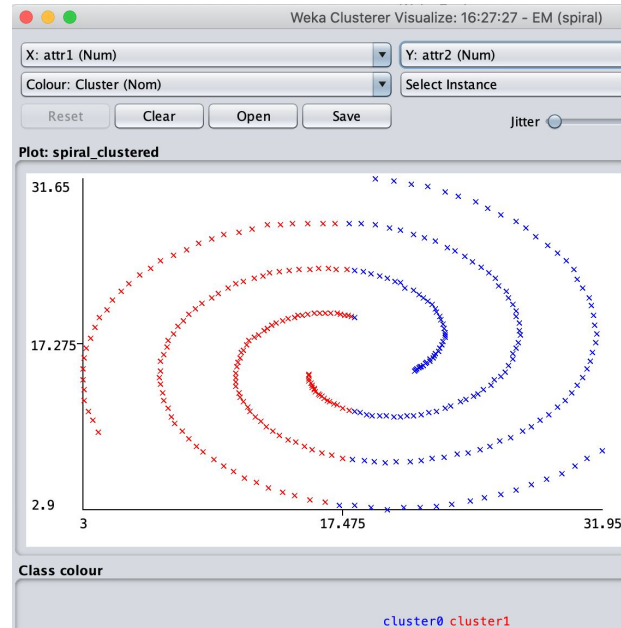 Weka Clusterer Visualize: 16:27:27 - EM (spiral)
X: attr1 (Num) Y: attr2 (Num)
Colour: Cluster (Nom) Select Instance
Reset Clear Open Save Jitter
Plot: spiral_clustered
31.65
17.275
2.9
3 17.475 31.95
Class colour
cluster0 cluster1